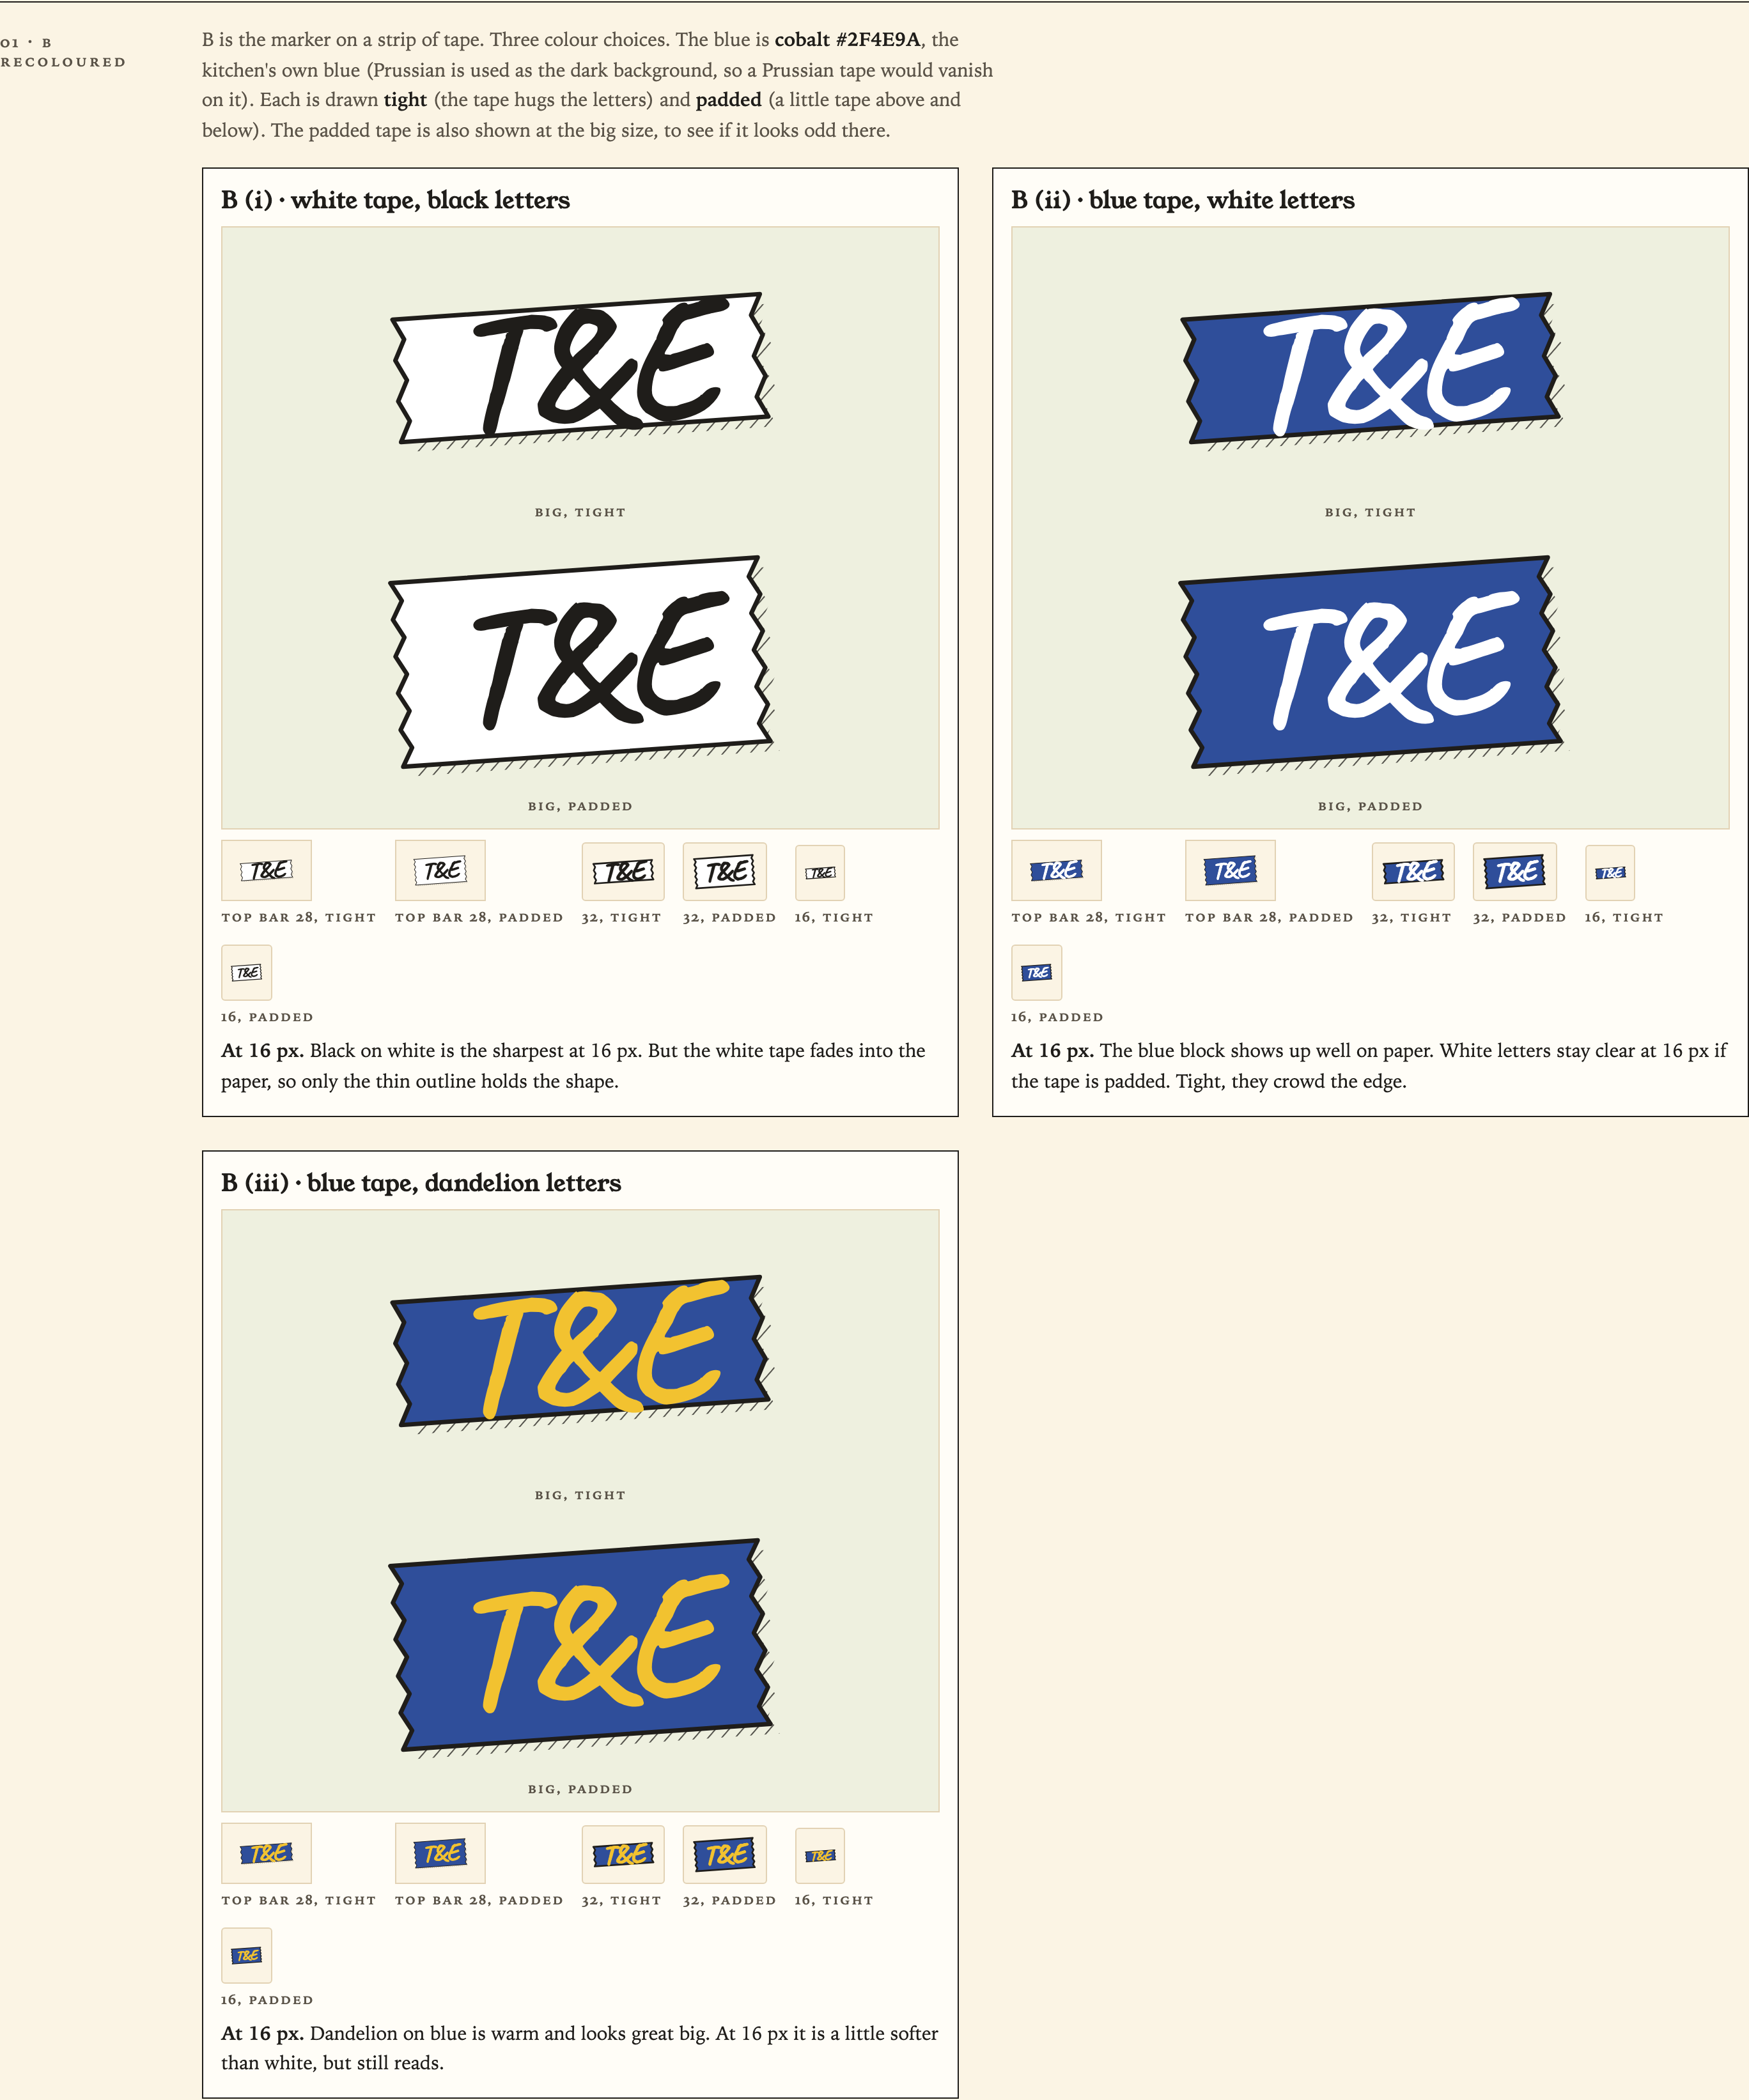 01 · B
RECOLOURED
B is the marker on a strip of tape. Three colour choices. The blue is cobalt #2F4E9A, the
kitchen's own blue (Prussian is used as the dark background, so a Prussian tape would vanish
on it). Each is drawn tight (the tape hugs the letters) and padded (a little tape above and
below). The padded tape is also shown at the big size, to see if it looks odd there.
B (i) · white tape, black letters
T&E
BIG, TIGHT
T&E
BIG, PADDED
T&E T&E T&E T&E T&E
TOP BAR 28, TIGHT TOP BAR 28, PADDED 32, TIGHT 32, PADDED 16, TIGHT
T&E
16, PADDED
At 16 px. Black on white is the sharpest at 16 px. But the white tape fades into the
paper, so only the thin outline holds the shape.
B (ii) · blue tape, white letters
T&E
BIG, TIGHT
T&E
BIG, PADDED
T&E T&E T&E T&E T&E
TOP BAR 28, TIGHT TOP BAR 28, PADDED 32, TIGHT 32, PADDED 16, TIGHT
T&E
16, PADDED
At 16 px. The blue block shows up well on paper. White letters stay clear at 16 px if
the tape is padded. Tight, they crowd the edge.
B (iii) · blue tape, dandelion letters
T&E
BIG, TIGHT
T&E
BIG, PADDED
T&E T&E T&E T&E T&E
TOP BAR 28, TIGHT TOP BAR 28, PADDED 32, TIGHT 32, PADDED 16, TIGHT
T&E
16, PADDED
At 16 px. Dandelion on blue is warm and looks great big. At 16 px it is a little softer
than white, but still reads.